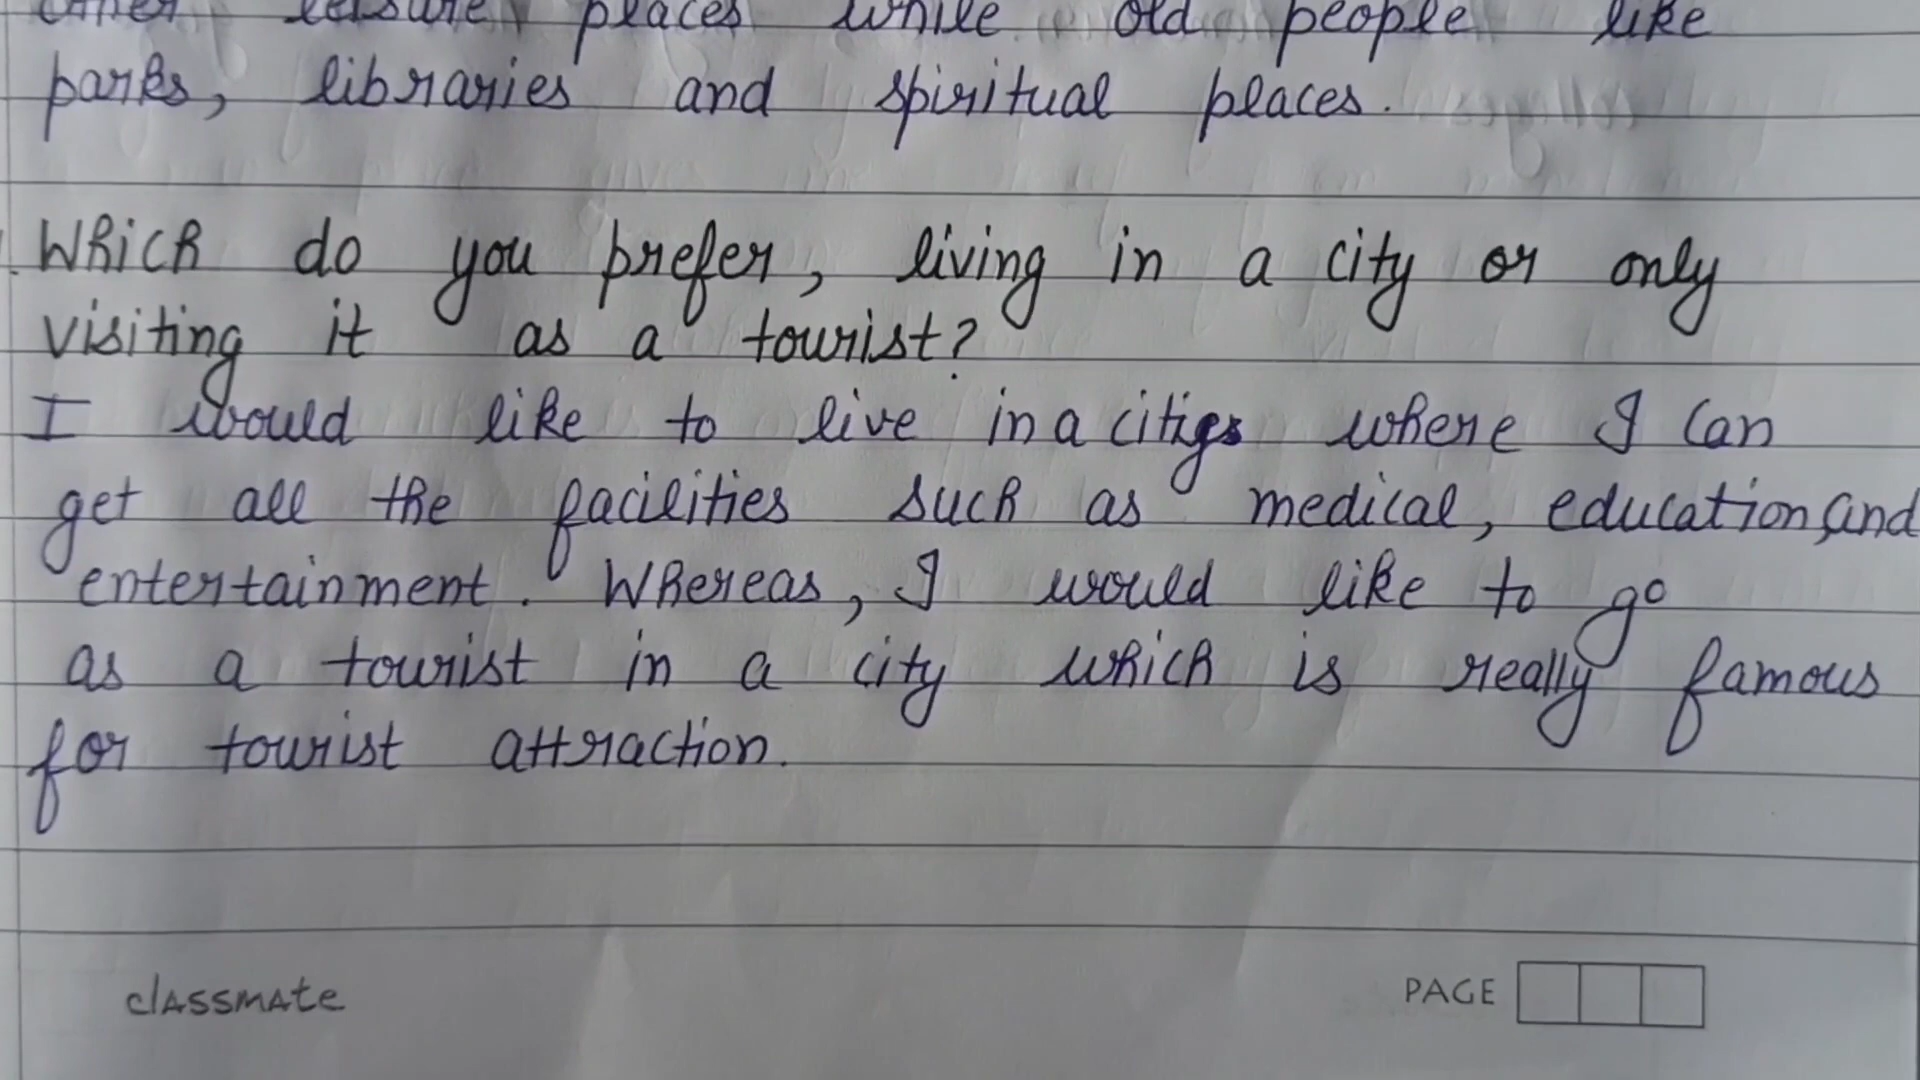 other leisure places while old people like
parks, libraries and spiritual places.
Which do you prefer, living in a city or only
visiting it as a tourist?
I would like to live in a cities where I can
get all the facilities such as medical, education, and
entertainment. Whereas, I would like to go
as a tourist in a city which is really famous
for tourist attraction.
classmate
PAGE